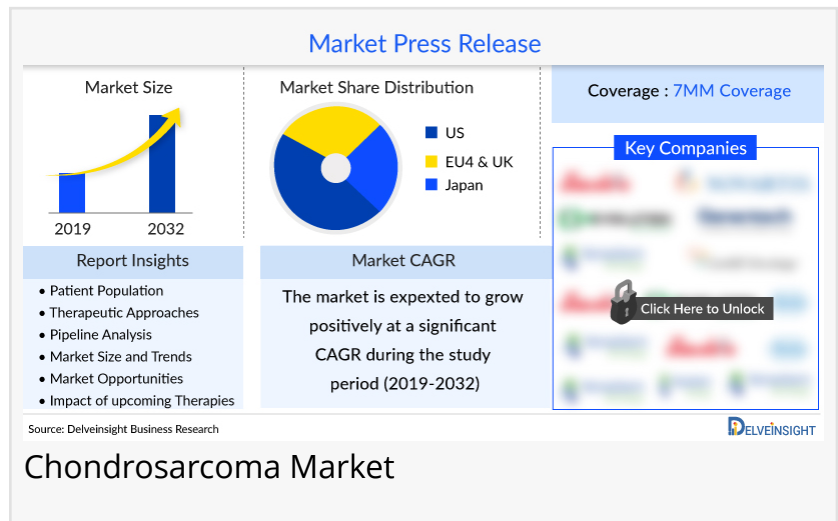 Market Press Release
Market Size
2019
2032
Market Share Distribution
US
EU4 & UK
Japan
Coverage : 7MM Coverage
Key Companies
Click Here to Unlock
Report Insights
• Patient Population
• Therapeutic Approaches
• Pipeline Analysis
• Market Size and Trends
• Market Opportunities
• Impact of upcoming Therapies
Market CAGR
The market is expexted to grow
positively at a significant
CAGR during the study
period (2019-2032)
Source: Delveinsight Business Research
DELVEINSIGHT
Chondrosarcoma Market